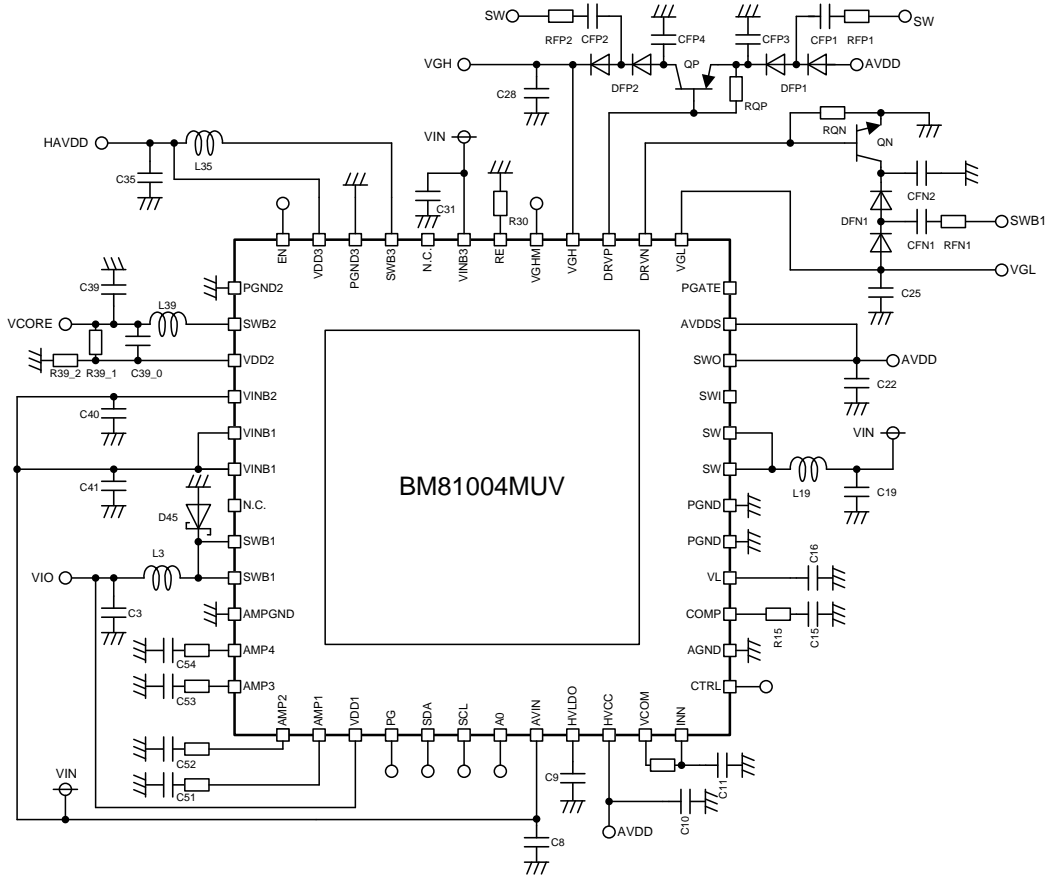 SW
RFP2
CFP2
CFP4
QP
CFP3
CFP1
RFP1
SW
VGH
C28
DFP2
RQP
DFP1
AVDD
HAVDD
C35
L35
VIN
C31
R30
RQN
QN
CFN2
DFN1
CFN1
RFN1
SWB1
VGL
C25
EN
VDD3
PGND3
SWB3
N.C.
VINB3
RE
VGHM
VGH
DRVP
DRVN
VGL
C39
L39
VCORE
R39_2
R39_1
C39_0
C40
C41
D45
L3
VIO
C3
C54
C53
C52
C51
VIN
PGND2
SWB2
VDD2
VINB2
VINB1
VINB1
N.C.
SWB1
SWB1
AMPGND
AMP4
AMP3
BM81004MUV
PGATE
AVDDS
SWO
SWI
SW
SW
PGND
PGND
VL
COMP
AGND
CTRL
AVDD
C22
VIN
L19
C19
C16
R15
C15
AMP2
AMP1
VDD1
PG
SDA
SCL
A0
AVIN
HVLDO
HVCC
VCOM
INN
C9
C11
C10
C8
AVDD